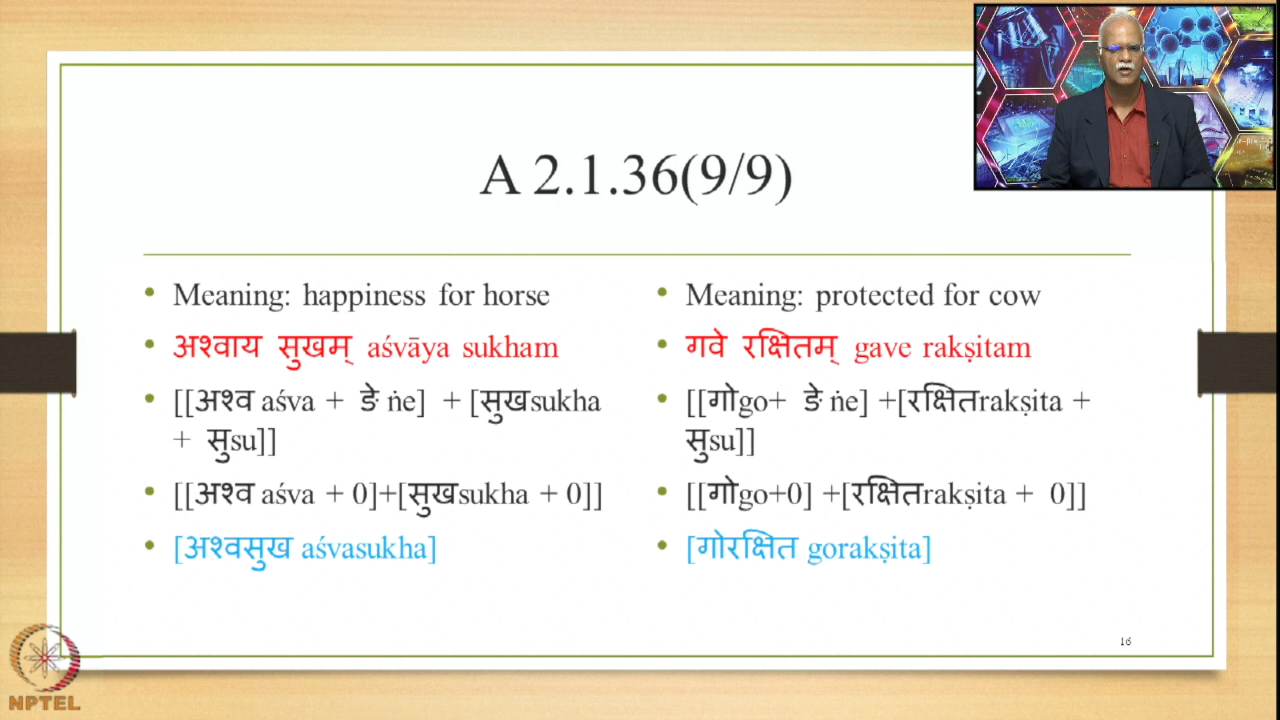 A 2.1.36(9/9)
• Meaning: happiness for horse
• अश्वाय सुखम् aśvāya sukham
• [[अश्व aśva + ङे ṅe] + [सुखsukha
+ सुsu]]
• [[अश्व aśva + 0]+[सुखsukha + 0]]
• [अश्वसुख aśvasukha]
• Meaning: protected for cow
• गवे रक्षितम् gave rakṣitam
• [[गोgo+ ङे ṅe] +[रक्षितrakṣita +
सुsu]]
• [[गोgo+0] +[रक्षितrakṣita + 0]]
• [गोरक्षित gorakṣita]
16
NPTEL